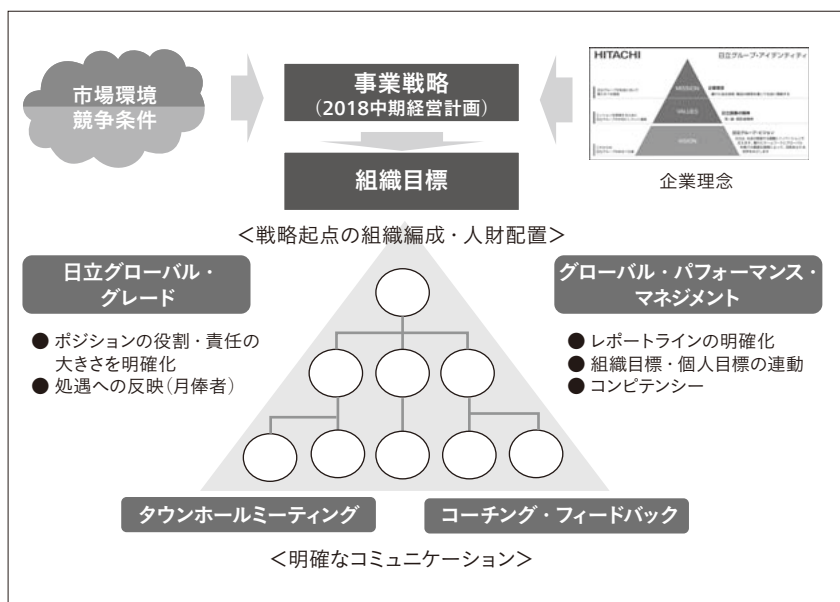 市場環境
競争条件
事業戦略
（2018中期経営計画）
組織目標
HITACHI
日立グループ・アイデンティティ
MISSION
VALUES
VISION
企業理念
＜戦略起点の組織編成・人財配置＞
日立グローバル・
グレード
● ポジションの役割・責任の
大きさを明確化
● 処遇への反映（月俸者）
グローバル・パフォーマンス・
マネジメント
● レポートラインの明確化
● 組織目標・個人目標の連動
● コンピテンシー
タウンホールミーティング
コーチング・フィードバック
＜明確なコミュニケーション＞